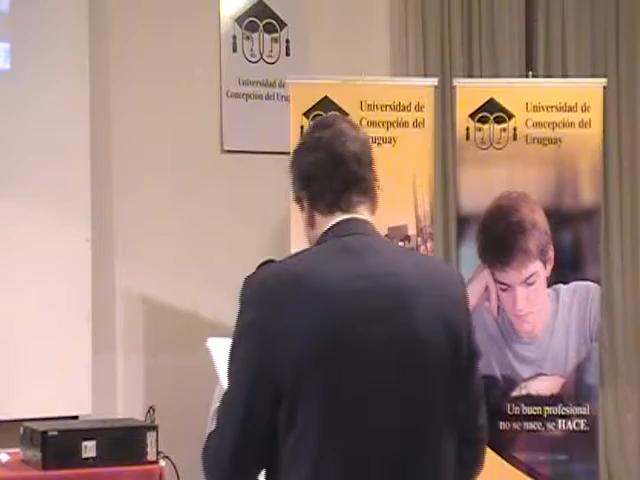 Universidad de
Concepción del Urug
Universidad de
Concepción del
Uruguay
Universidad de
Concepción del
Uruguay
Un buen profesional
no se nace, se HACE.